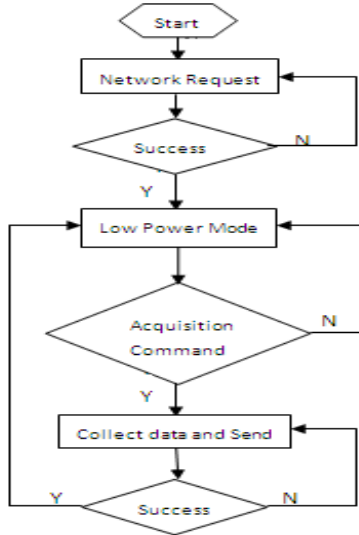 Start
Network Request
Success
N
Y
Low Power Mode
Acquisition
Command
N
Y
Collect data and Send
Y
Success
N